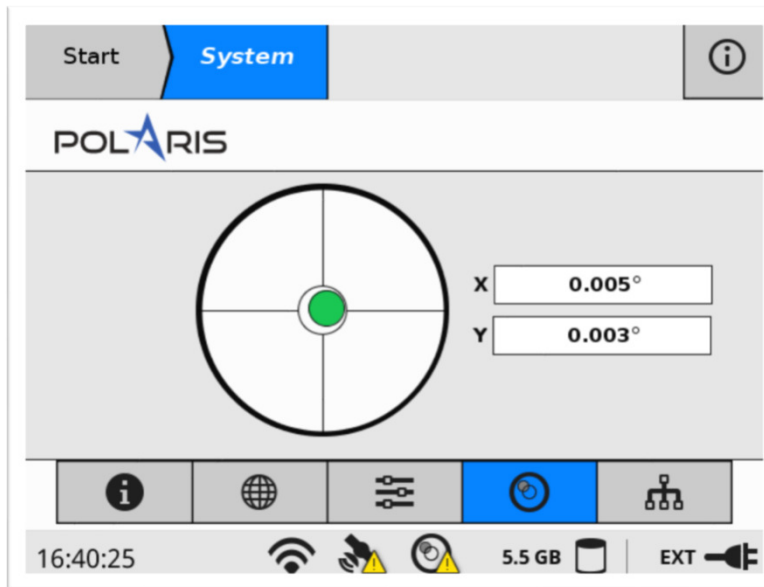 Start
System
POLARIS
X 0.005°
Y 0.003°
16:40:25
5.5 GB
EXT